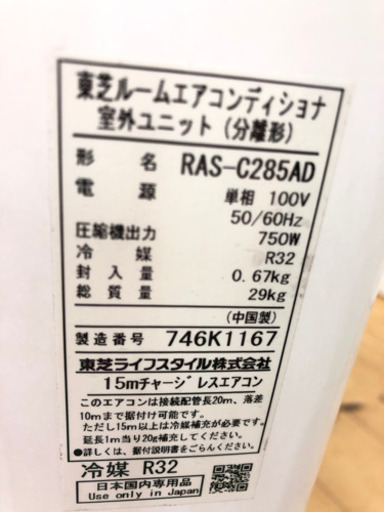 東芝ルームエアコンディショナ
室外ユニット（分離形）
形 名 RAS-C285AD
電 源 単相 100V
50/60Hz
圧縮機出力 750W
冷 媒 R32
封 入 量 0.67kg
総 質 量 29kg
（中国製）
製造番号 746K1167
東芝ライフスタイル株式会社
15mチャージレスエアコン
このエアコンは接続配管長20m、落差
10mまで据付け可能です。
ただし15m以上は冷媒補充が必要です。
延長1m当り20g補充してください。
●詳しくは、据付説明書をごらんください。
冷媒 R32
日本国内専用品
Use only in Japan